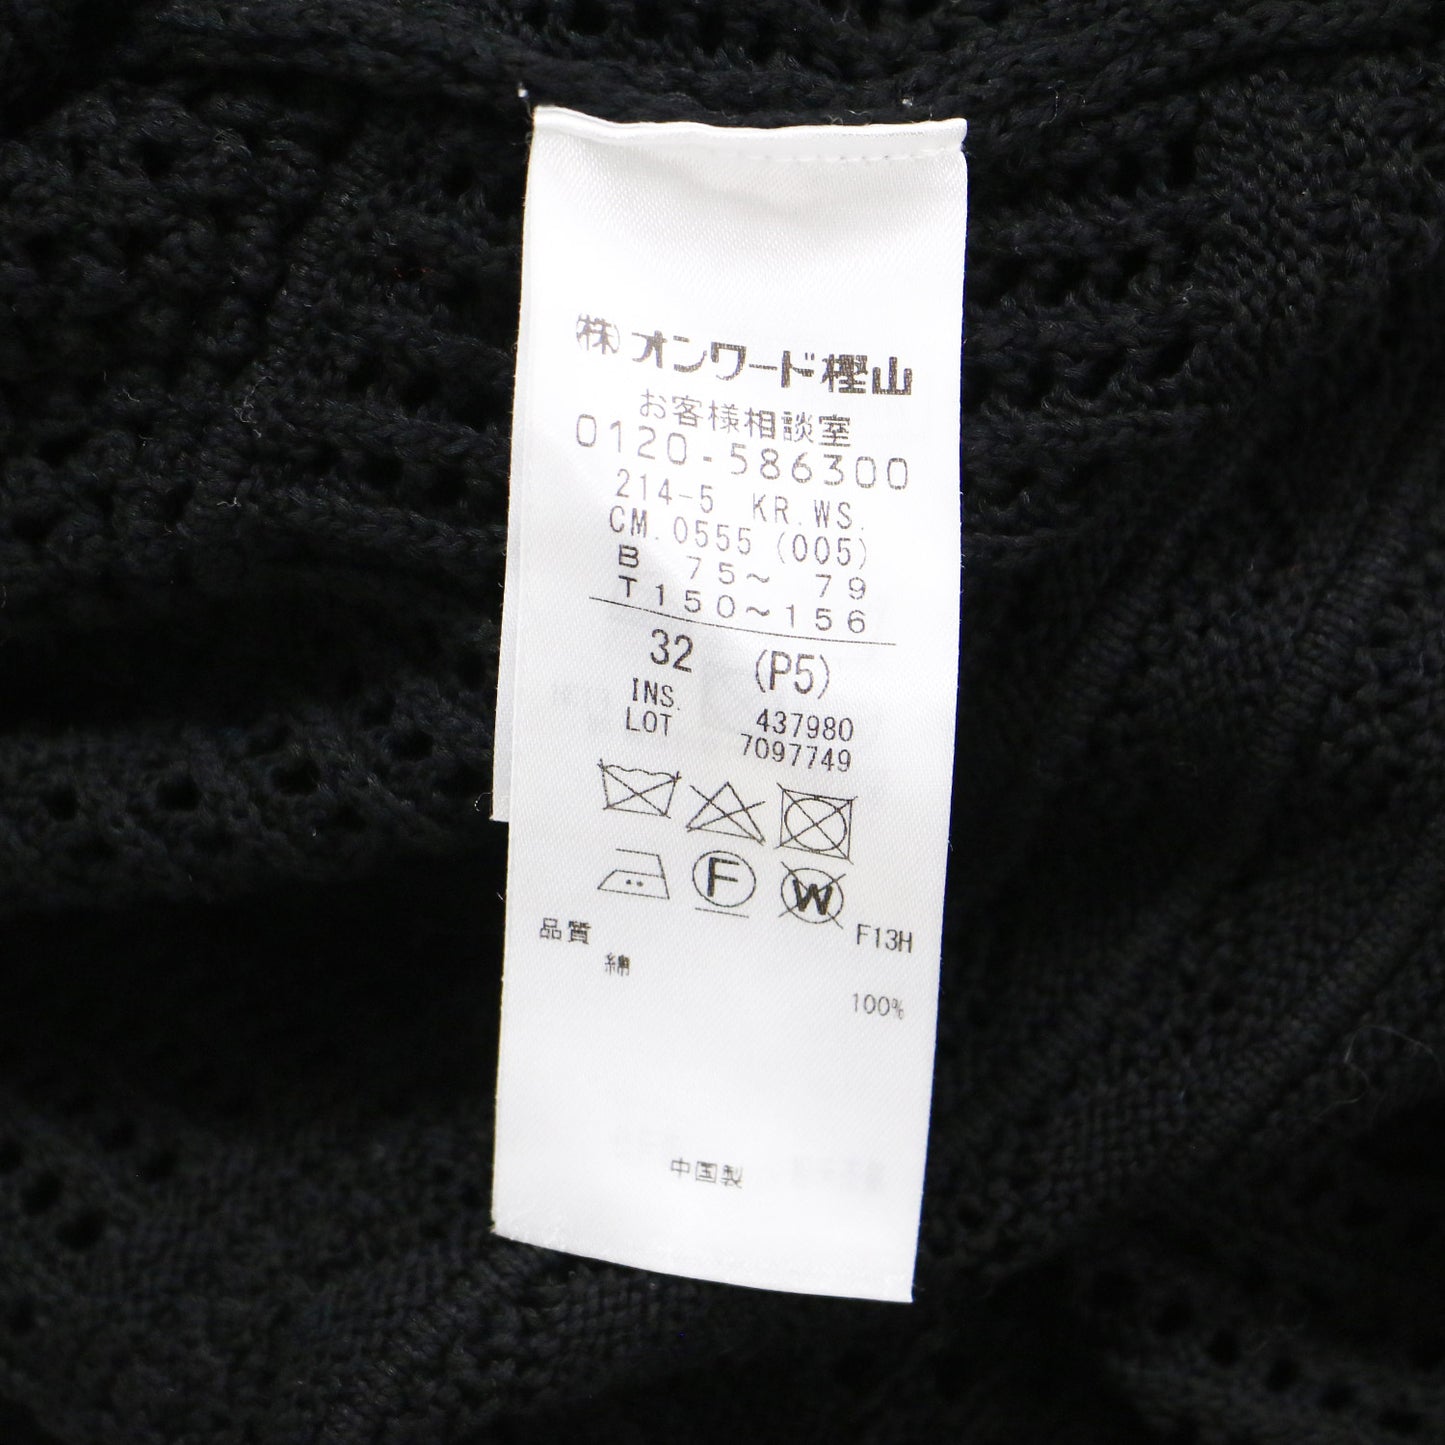 (株)オンワード樫山
お客様相談室
0120-586300
214-5 KR.WS.
CM.0555 (005)
B 75~ 79
T150~156
32 (P5)
INS. 437980
LOT 7097749
F W
F13H
品質
綿
100%
中国製